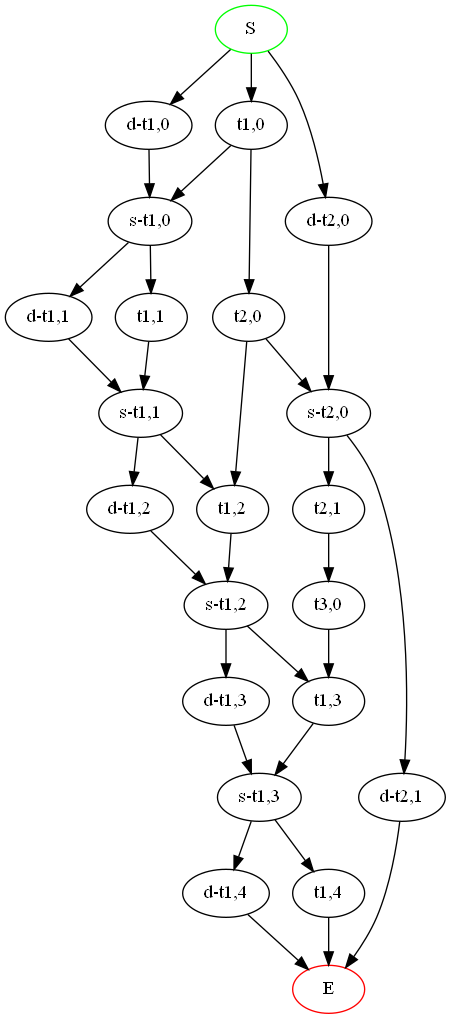 S
d-t1,0
t1,0
s-t1,0
d-t2,0
d-t1,1
t1,1
t2,0
s-t1,1
s-t2,0
d-t1,2
t1,2
t2,1
s-t1,2
t3,0
d-t1,3
t1,3
s-t1,3
d-t2,1
d-t1,4
t1,4
E